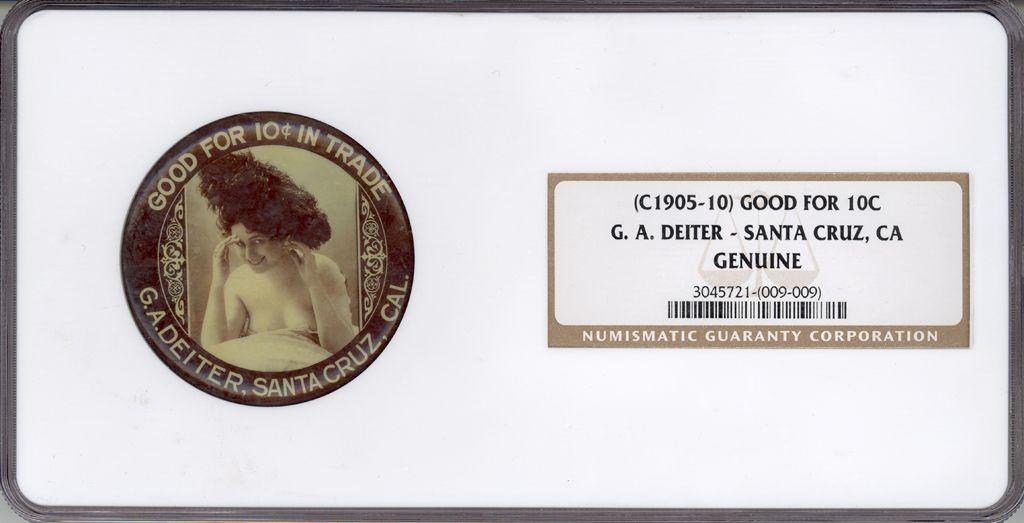 GOOD FOR 10¢ IN TRADE
G.A.DEITER, SANTA CRUZ, CAL.
(C1905-10) GOOD FOR 10C
G. A. DEITER - SANTA CRUZ, CA
GENUINE
3045721-(009-009)
NUMISMATIC GUARANTY CORPORATION